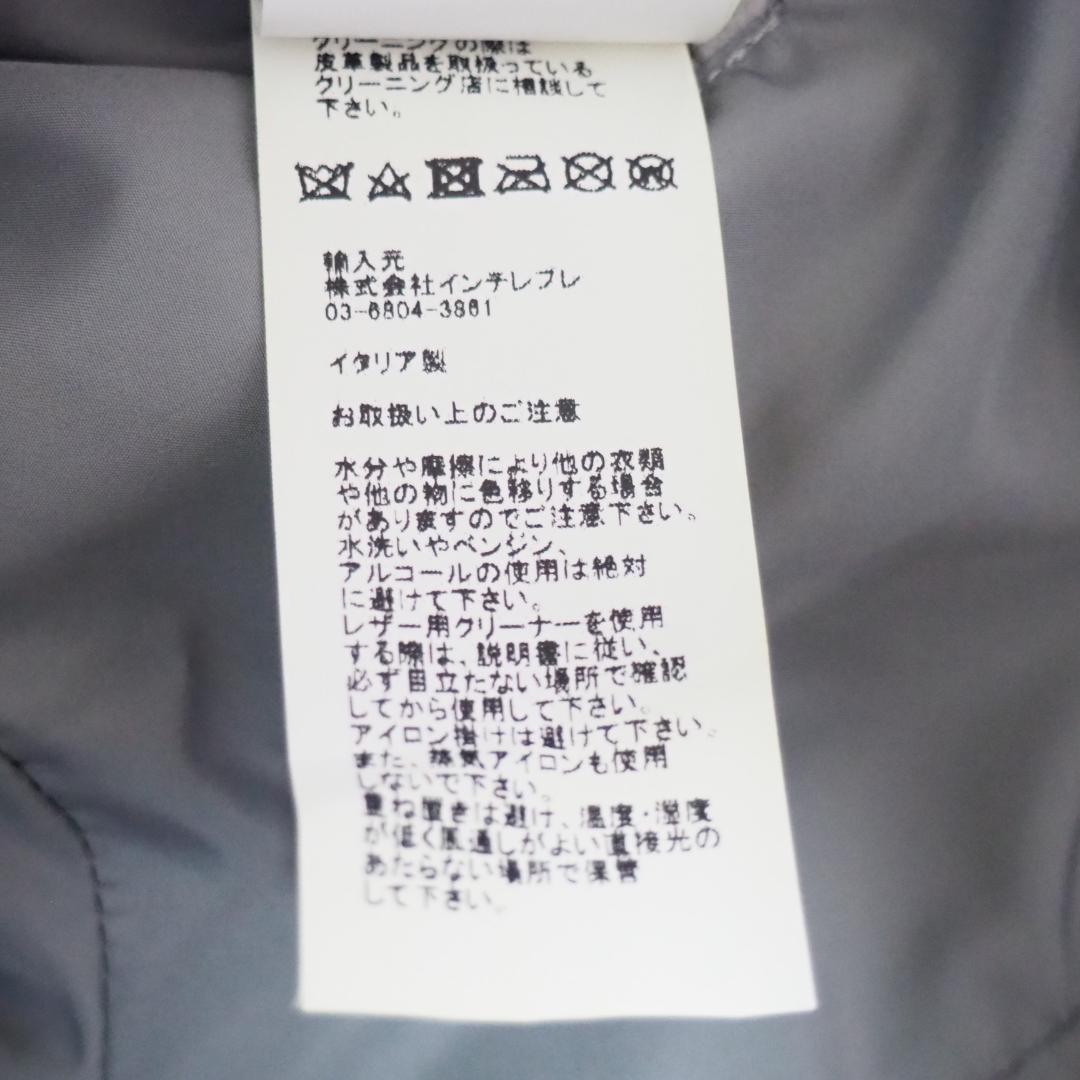 クリーニングの際は
皮革製品を取扱っている
クリーニング店に相談して
下さい。
輸入元
株式会社インテレプレ
03-6804-3861
イタリア製
お取扱い上のご注意
水分や摩擦により他の衣類
や他の物に色移りする場合
がありますのでご注意下さい。
水洗いやベンジン、
アルコールの使用は絶対
に避けて下さい。
レザー用クリーナーを使用
する際は、説明書に従い、
必ず目立たない場所で確認
してから使用して下さい。
アイロン掛けは避けて下さい。
また、蒸気アイロンも使用
しないで下さい。
重ね置きは避け、温度・湿度
が低く風通しがよい直接光の
あたらない場所で保管
して下さい。